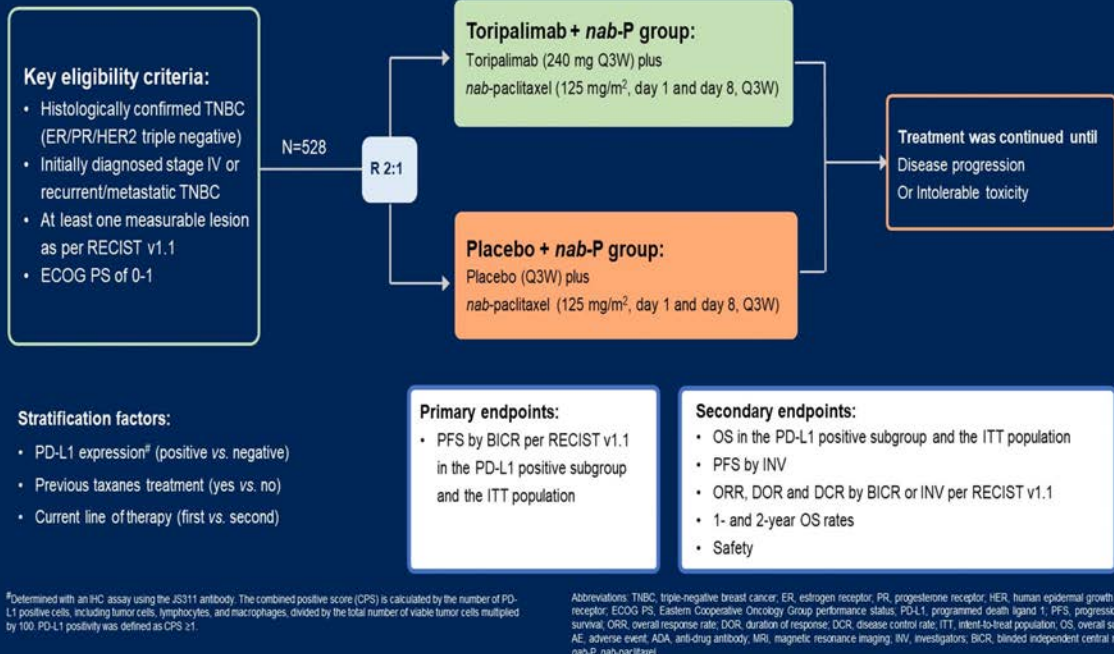 Key eligibility criteria:
• Histologically confirmed TNBC
(ER/PR/HER2 triple negative)
• Initially diagnosed stage IV or
recurrent/metastatic TNBC
• At least one measurable lesion
as per RECIST v1.1
• ECOG PS of 0-1
N=528
R 2:1
Toripalimab + nab-P group:
Toripalimab (240 mg Q3W) plus
nab-paclitaxel (125 mg/m², day 1 and day 8, Q3W)
Placebo + nab-P group:
Placebo (Q3W) plus
nab-paclitaxel (125 mg/m², day 1 and day 8, Q3W)
Treatment was continued until
Disease progression
Or Intolerable toxicity
Stratification factors:
• PD-L1 expression# (positive vs. negative)
• Previous taxanes treatment (yes vs. no)
• Current line of therapy (first vs. second)
Primary endpoints:
• PFS by BICR per RECIST v1.1
in the PD-L1 positive subgroup
and the ITT population
Secondary endpoints:
• OS in the PD-L1 positive subgroup and the ITT population
• PFS by INV
• ORR, DOR and DCR by BICR or INV per RECIST v1.1
• 1- and 2-year OS rates
• Safety
#Determined with an IHC assay using the JS311 antibody. The combined positive score (CPS) is calculated by the number of PD-
L1 positive cells, including tumor cells, lymphocytes, and macrophages, divided by the total number of viable tumor cells multiplied
by 100. PD-L1 positivity was defined as CPS ≥1.
Abbreviations: TNBC, triple-negative breast cancer; ER, estrogen receptor; PR, progesterone receptor; HER, human epidermal growth
receptor; ECOG PS, Eastern Cooperative Oncology Group performance status; PD-L1, programmed death ligand 1; PFS,
survival; ORR, overall response rate; DOR, duration of response; DCR, disease control rate; ITT, intent-to-treat population; OS, overall
AE, adverse event; ADA, anti-drug antibody; MRI, magnetic resonance imaging; INV, investigators; BICR, blinded independent central
nab-P, nab-paclitaxel